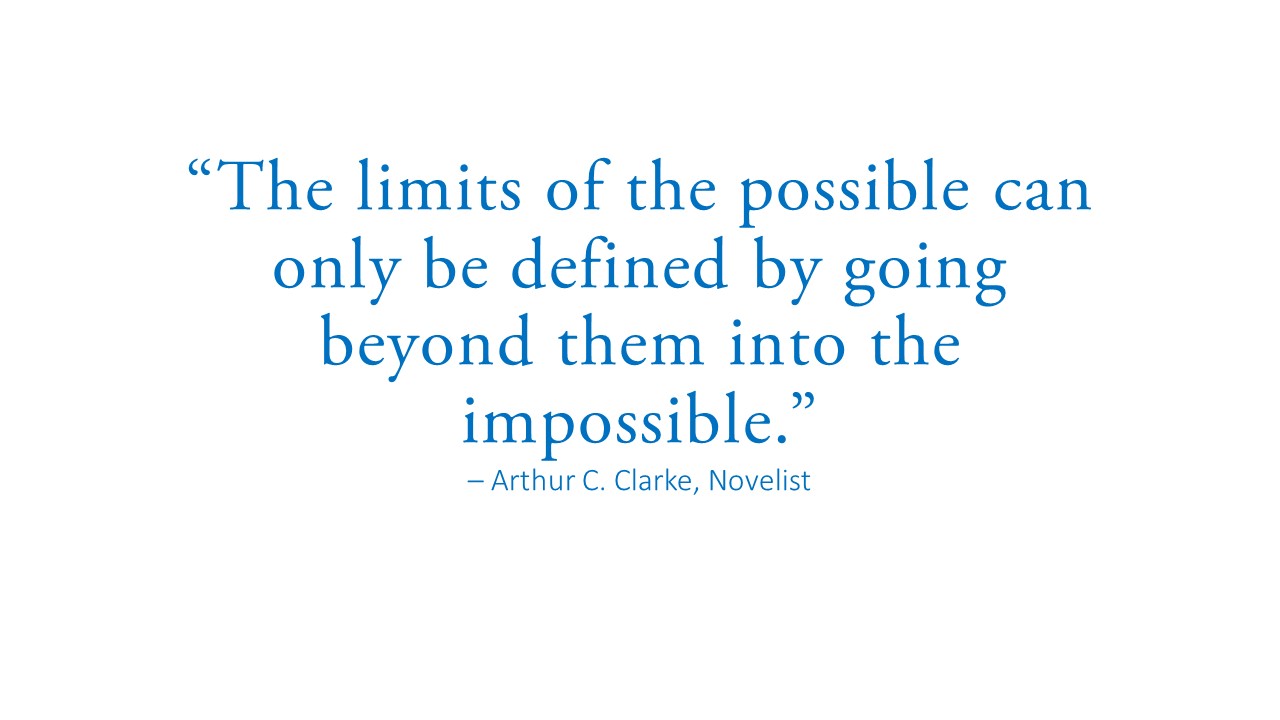 “The limits of the possible can
only be defined by going
beyond them into the
impossible.”
– Arthur C. Clarke, Novelist